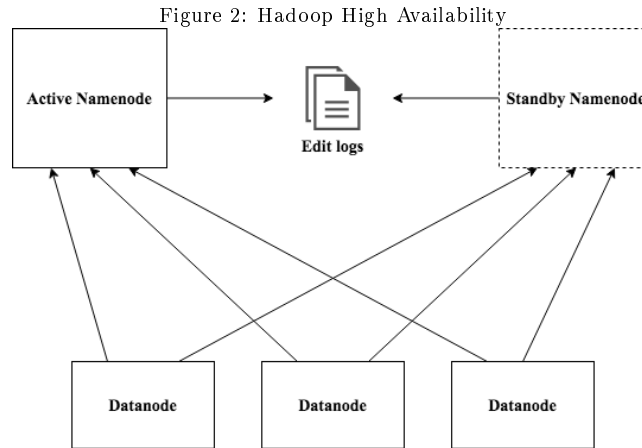 Figure 2: Hadoop High Availability
Active Namenode
Edit logs
Standby Namenode
Datanode
Datanode
Datanode